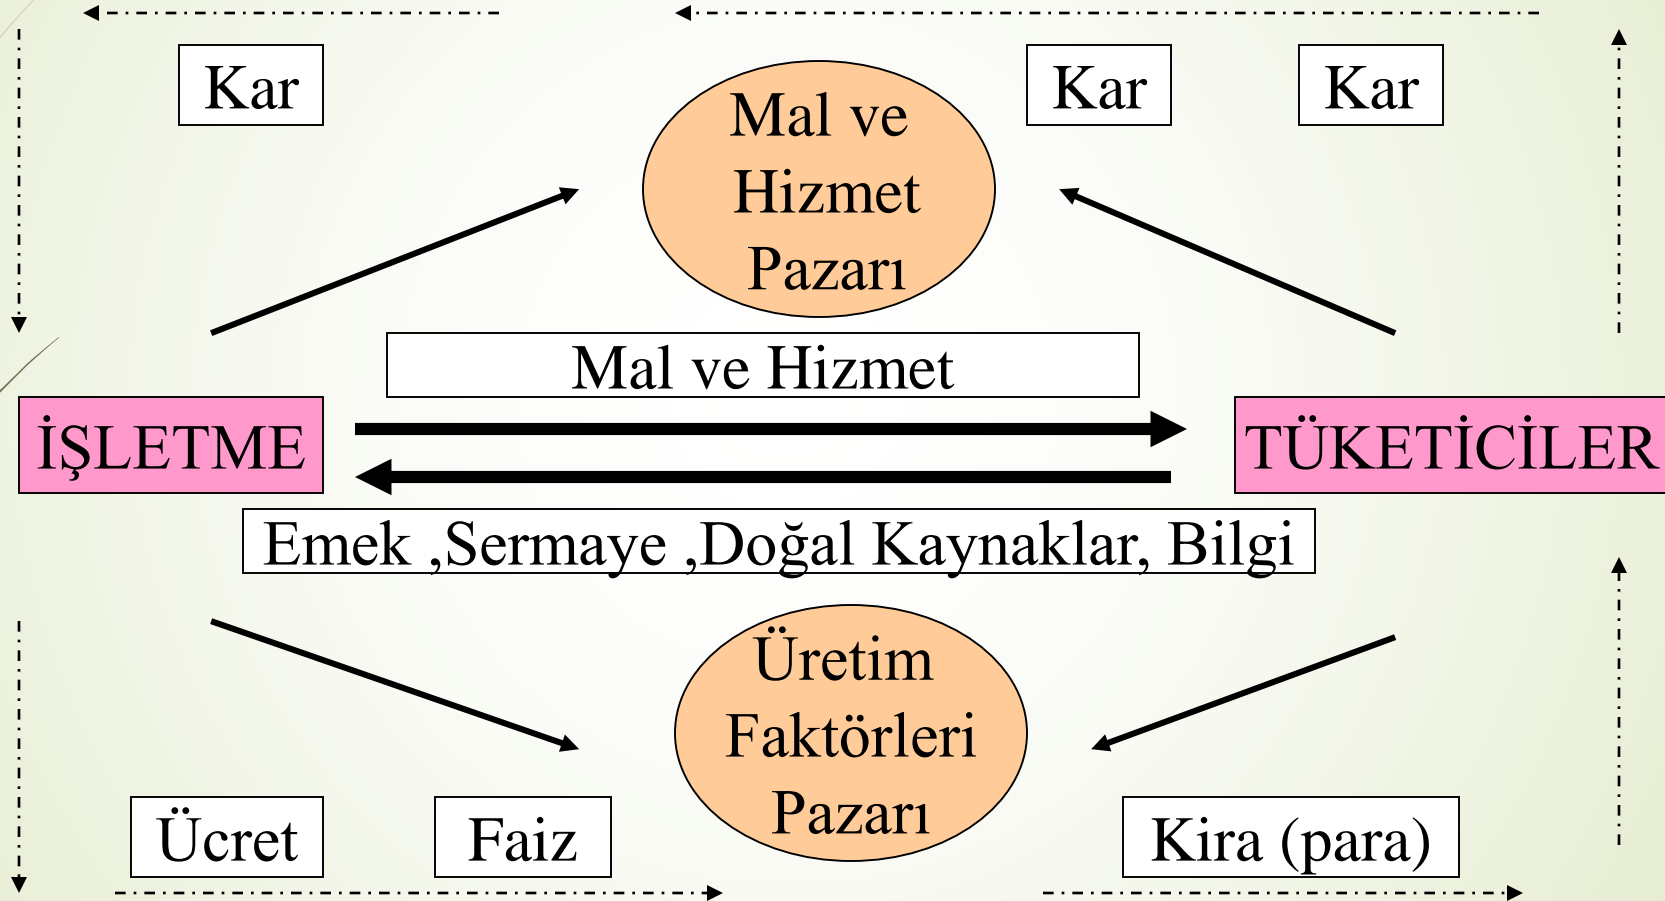 Kar
Kar
Kar
Mal ve
Hizmet
Pazarı
Mal ve Hizmet
İŞLETME
TÜKETİCİLER
Emek ,Sermaye ,Doğal Kaynaklar, Bilgi
Üretim
Faktörleri
Pazarı
Ücret
Faiz
Kira (para)